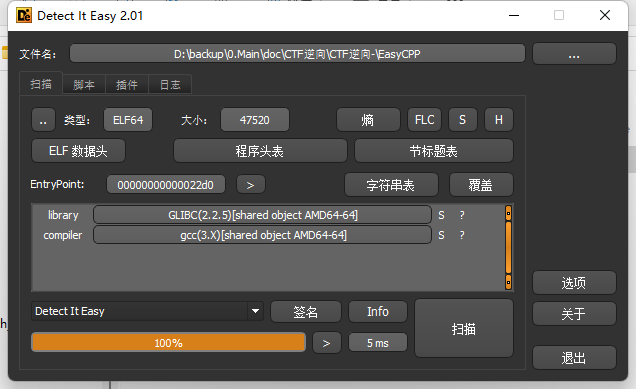 Detect It Easy 2.01
文件名: D:\backup\0.Main\doc\CTF逆向\CTF逆向-\EasyCPP ...
扫描 脚本 插件 日志
.. 类型: ELF64 大小: 47520 熵 FLC S H
ELF 数据头 程序头表 节标题表
EntryPoint: 00000000000022d0 > 字符串表 覆盖
library GLIBC(2.2.5)[shared object AMD64-64] S ?
compiler gcc(3.X)[shared object AMD64-64] S ?
选项
Detect It Easy 签名 Info 扫描 关于
100% > 5 ms
退出